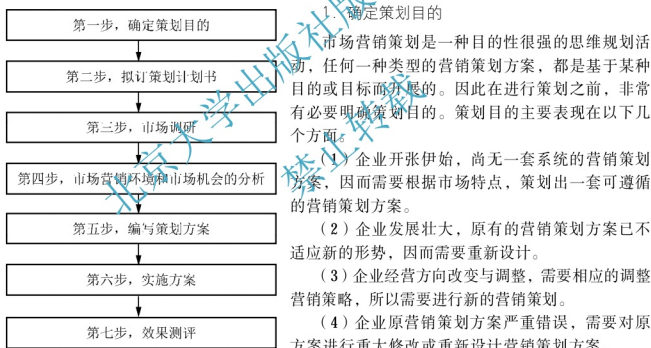 第一步，确定策划目的
第二步，拟订策划计划书
第三步，市场调研
第四步，市场营销环境和市场机会的分析
第五步，编写策划方案
第六步，实施方案
第七步，效果测评
1. 确定策划目的
市场营销策划是一种目的性很强的思维规划活
动，任何一种类型的营销策划方案，都是基于某种
目的或目标而开展的。因此在进行策划之前，非常
有必要明确策划目的。策划目的主要表现在以下几
个方面。
（1）企业开张伊始，尚无一套系统的营销策划
方案，因而需要根据市场特点，策划出一套可遵循
的营销策划方案。
（2）企业发展壮大，原有的营销策划方案已不
适应新的形势，因而需要重新设计。
（3）企业经营方向改变与调整，需要相应的调整
营销策略，所以需要进行新的营销策划。
（4）企业原营销策划方案严重错误，需要对原
方案进行重大修改或重新设计营销策划方案。
北京大学出版社版
禁止转载